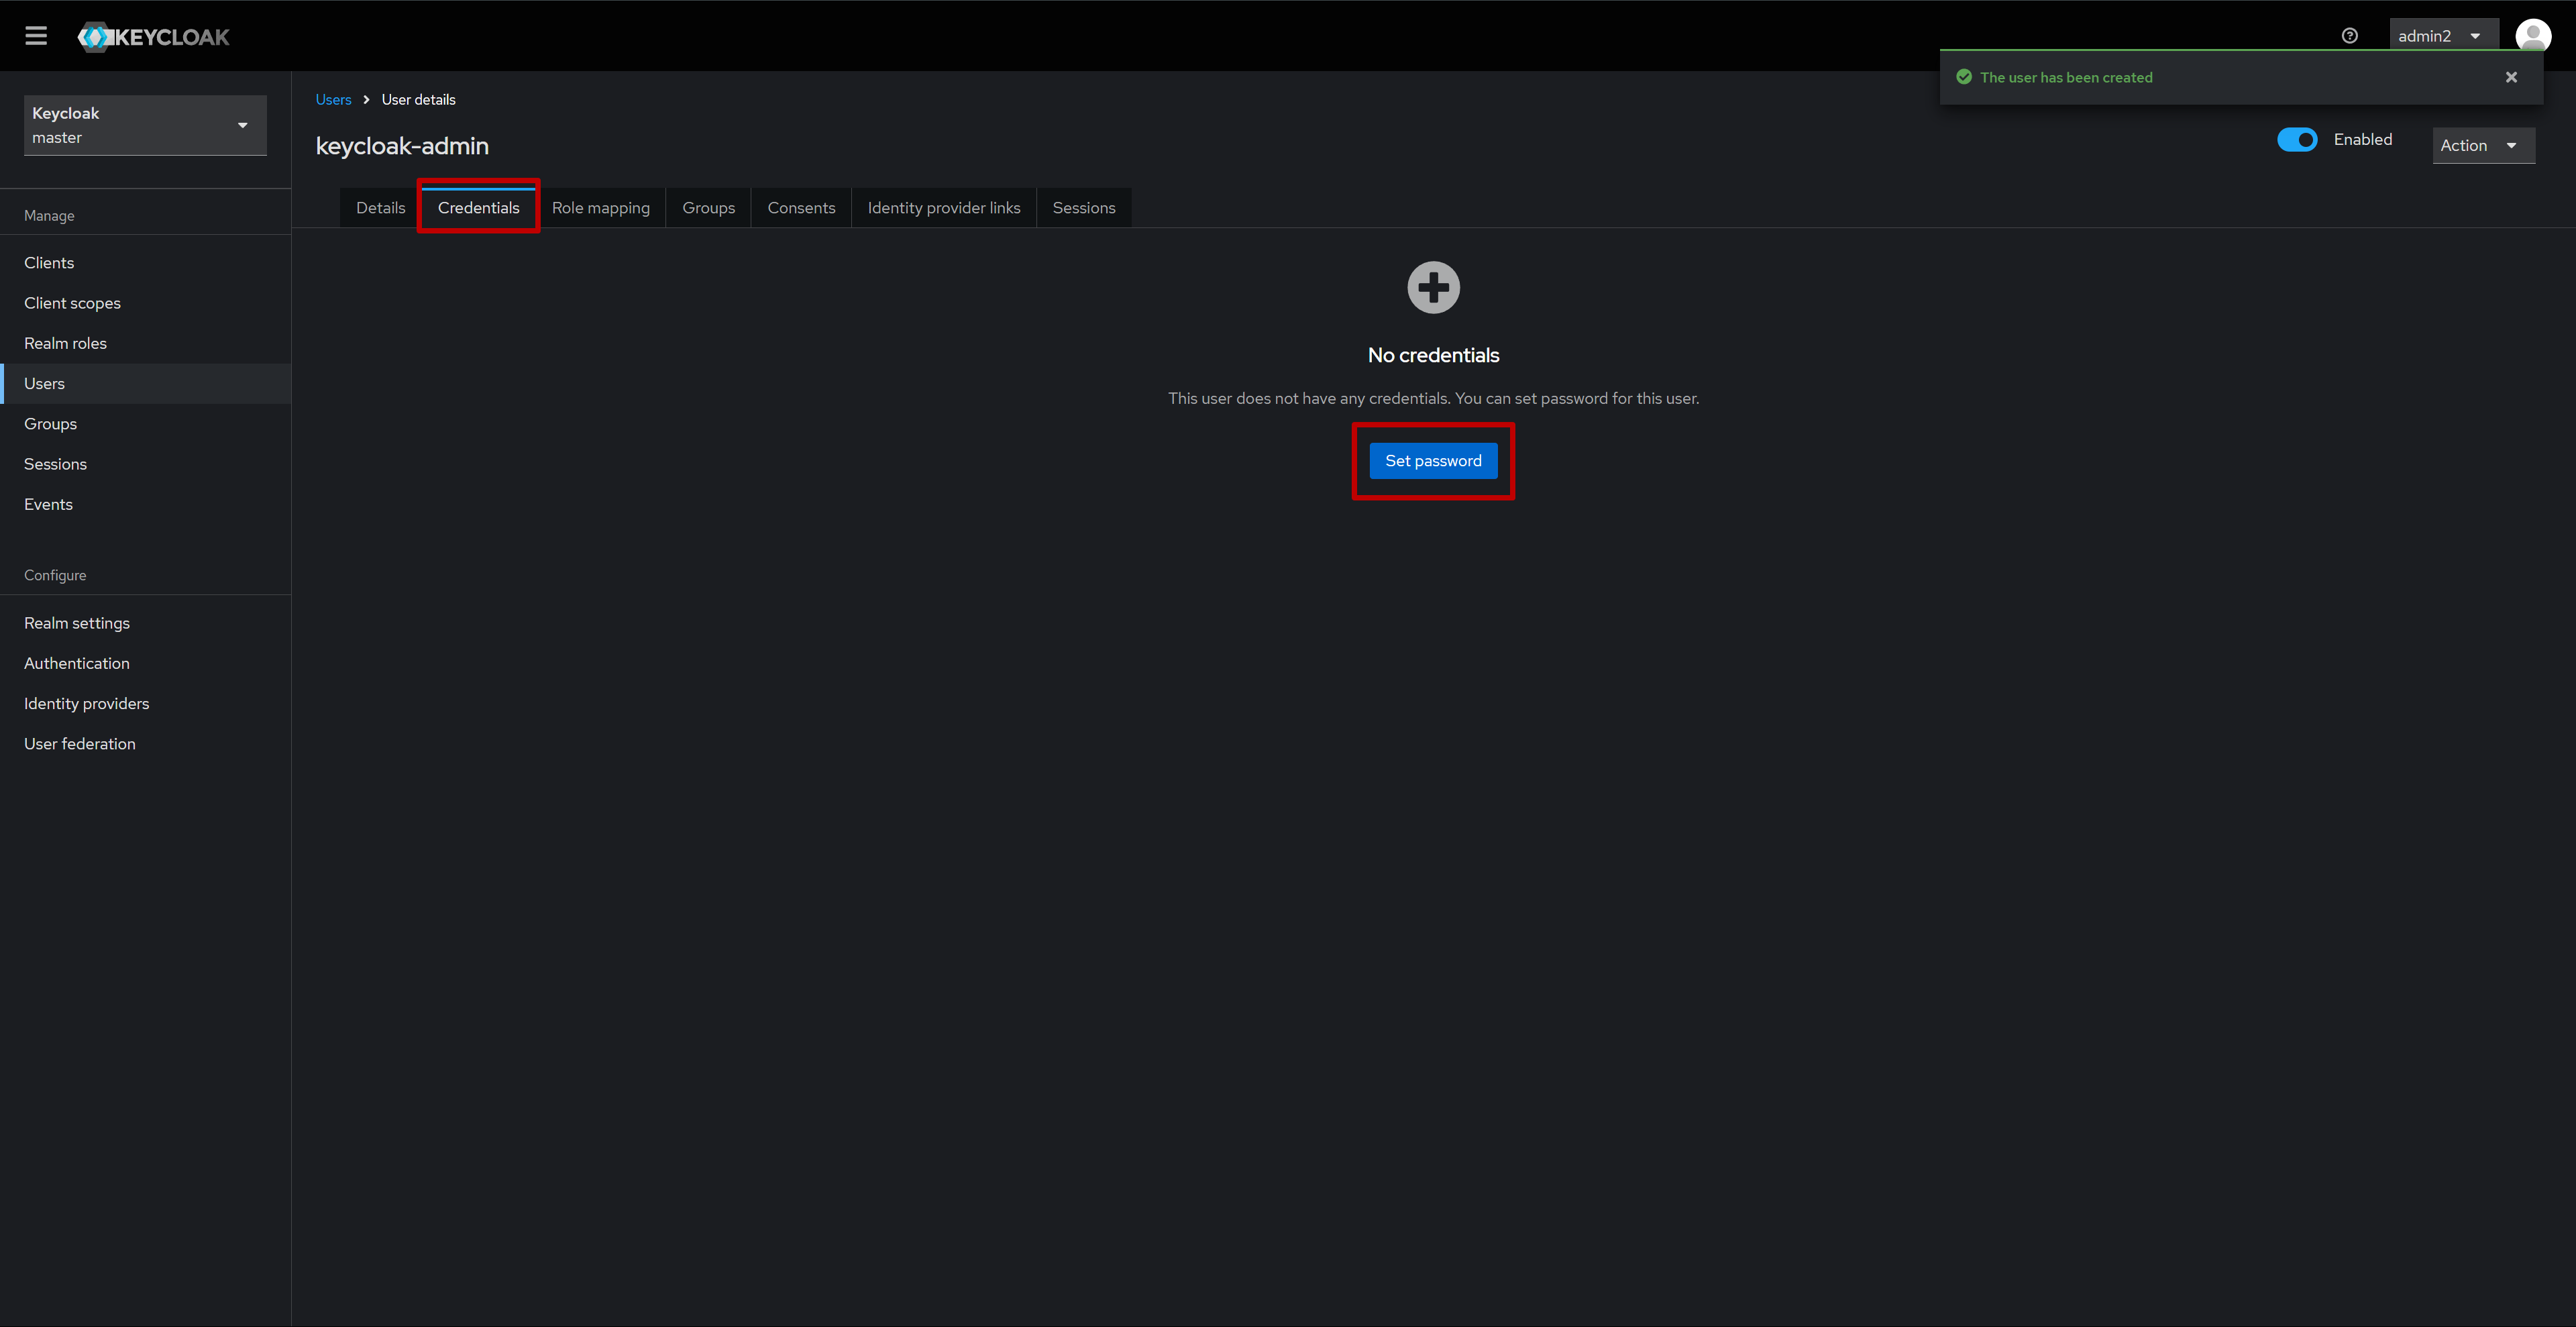 KEYCLOAK
admin2
The user has been created
Keycloak
master
Users
User details
keycloak-admin
Enabled
Action
Details
Credentials
Role mapping
Groups
Consents
Identity provider links
Sessions
Manage
Clients
Client scopes
Realm roles
Users
Groups
Sessions
Events
Configure
Realm settings
Authentication
Identity providers
User federation
No credentials
This user does not have any credentials. You can set password for this user.
Set password